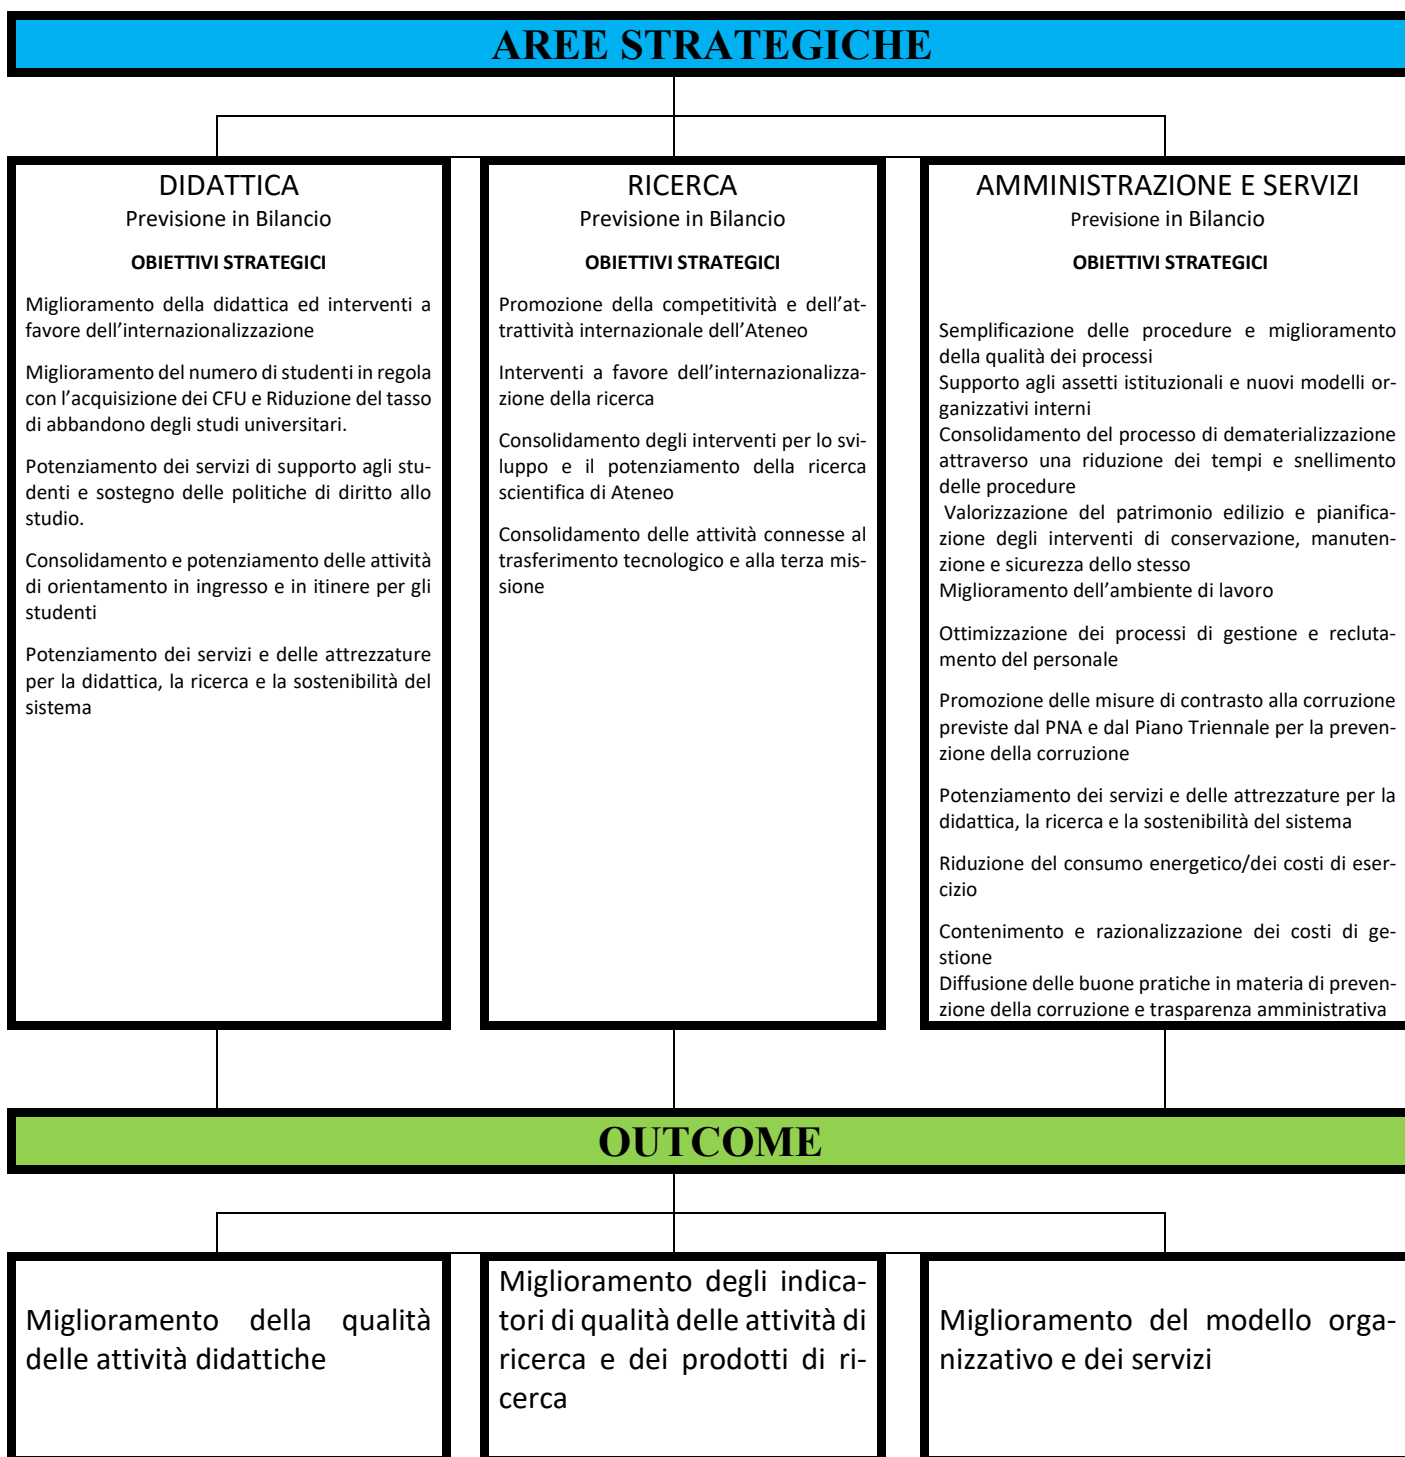 AREE STRATEGICHE
DIDATTICA
Previsione in Bilancio
OBIETTIVI STRATEGICI
Miglioramento della didattica ed interventi a
favore dell’internazionalizzazione
Miglioramento del numero di studenti in regola
con l’acquisizione dei CFU e Riduzione del tasso
di abbandono degli studi universitari.
Potenziamento dei servizi di supporto agli stu-
denti e sostegno delle politiche di diritto allo
studio.
Consolidamento e potenziamento delle attività
di orientamento in ingresso e in itinere per gli
studenti
Potenziamento dei servizi e delle attrezzature
per la didattica, la ricerca e la sostenibilità del
sistema
RICERCA
Previsione in Bilancio
OBIETTIVI STRATEGICI
Promozione della competitività e dell’at-
trattività internazionale dell’Ateneo
Interventi a favore dell’internazionalizza-
zione della ricerca
Consolidamento degli interventi per lo svi-
luppo e il potenziamento della ricerca
scientifica di Ateneo
Consolidamento delle attività connesse al
trasferimento tecnologico e alla terza mis-
sione
AMMINISTRAZIONE E SERVIZI
Previsione in Bilancio
OBIETTIVI STRATEGICI
Semplificazione delle procedure e miglioramento
della qualità dei processi
Supporto agli assetti istituzionali e nuovi modelli or-
ganizzativi interni
Consolidamento del processo di dematerializzazione
attraverso una riduzione dei tempi e snellimento
delle procedure
Valorizzazione del patrimonio edilizio e pianifica-
zione degli interventi di conservazione, manuten-
zione e sicurezza dello stesso
Miglioramento dell’ambiente di lavoro
Ottimizzazione dei processi di gestione e recluta-
mento del personale
Promozione delle misure di contrasto alla corruzione
previste dal PNA e dal Piano Triennale per la preven-
zione della corruzione
Potenziamento dei servizi e delle attrezzature per la
didattica, la ricerca e la sostenibilità del sistema
Riduzione del consumo energetico/dei costi di eser-
cizio
Contenimento e razionalizzazione dei costi di ge-
stione
Diffusione delle buone pratiche in materia di preven-
zione della corruzione e trasparenza amministrativa
OUTCOME
Miglioramento della qualità
delle attività didattiche
Miglioramento degli indica-
tori di qualità delle attività di
ricerca e dei prodotti di ri-
cerca
Miglioramento del modello orga-
nizzativo e dei servizi